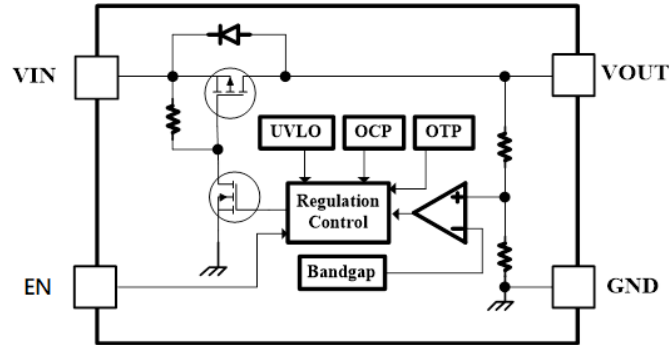 VIN
VOUT
UVLO
OCP
OTP
Regulation
Control
+
−
Bandgap
EN
GND